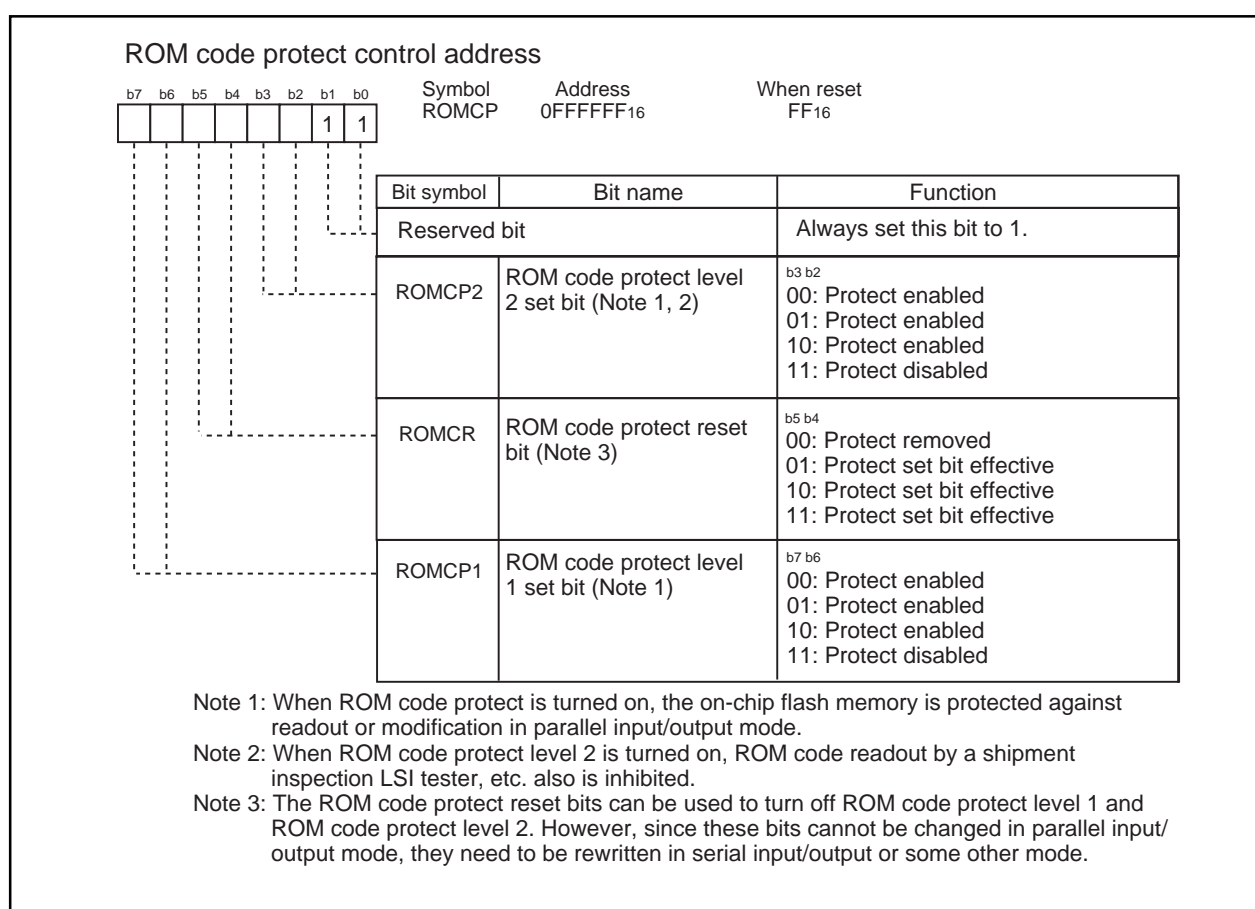 ROM code protect control address
b7 b6 b5 b4 b3 b2 b1 b0
1 1
Symbol Address When reset
ROMCP 0FFFFFF16 FF16
Bit symbol Bit name Function
Reserved bit Always set this bit to 1.
ROMCP2 ROM code protect level
2 set bit (Note 1, 2)
b3 b2
00: Protect enabled
01: Protect enabled
10: Protect enabled
11: Protect disabled
ROMCR ROM code protect reset
bit (Note 3)
b5 b4
00: Protect removed
01: Protect set bit effective
10: Protect set bit effective
11: Protect set bit effective
ROMCP1 ROM code protect level
1 set bit (Note 1)
b7 b6
00: Protect enabled
01: Protect enabled
10: Protect enabled
11: Protect disabled
Note 1: When ROM code protect is turned on, the on-chip flash memory is protected against
readout or modification in parallel input/output mode.
Note 2: When ROM code protect level 2 is turned on, ROM code readout by a shipment
inspection LSI tester, etc. also is inhibited.
Note 3: The ROM code protect reset bits can be used to turn off ROM code protect level 1 and
ROM code protect level 2. However, since these bits cannot be changed in parallel input/
output mode, they need to be rewritten in serial input/output or some other mode.